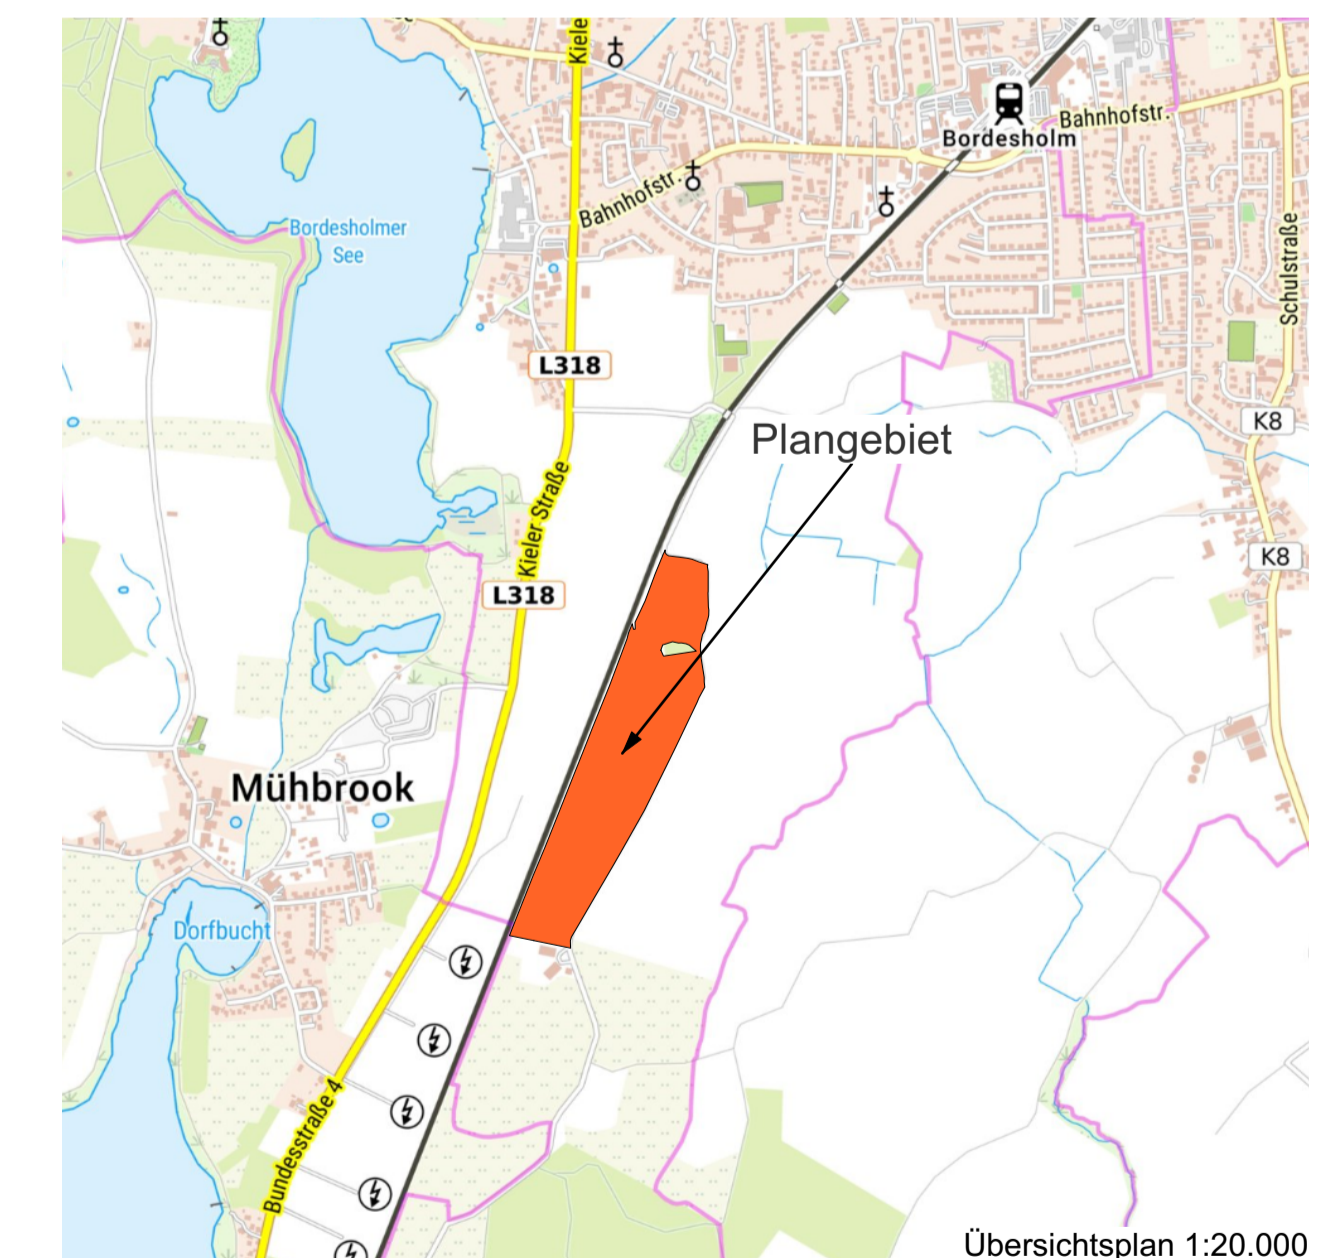 Kiele
Bahnhofstr.
Bordesholm
Bahnhofstr.
Bordesholmer
See
Schulstraße
L318
K8
Plangebiet
Kieler Straße
K8
L318
Mühbrook
Dorfbucht
Bundesstraße 4
Übersichtsplan 1:20.000